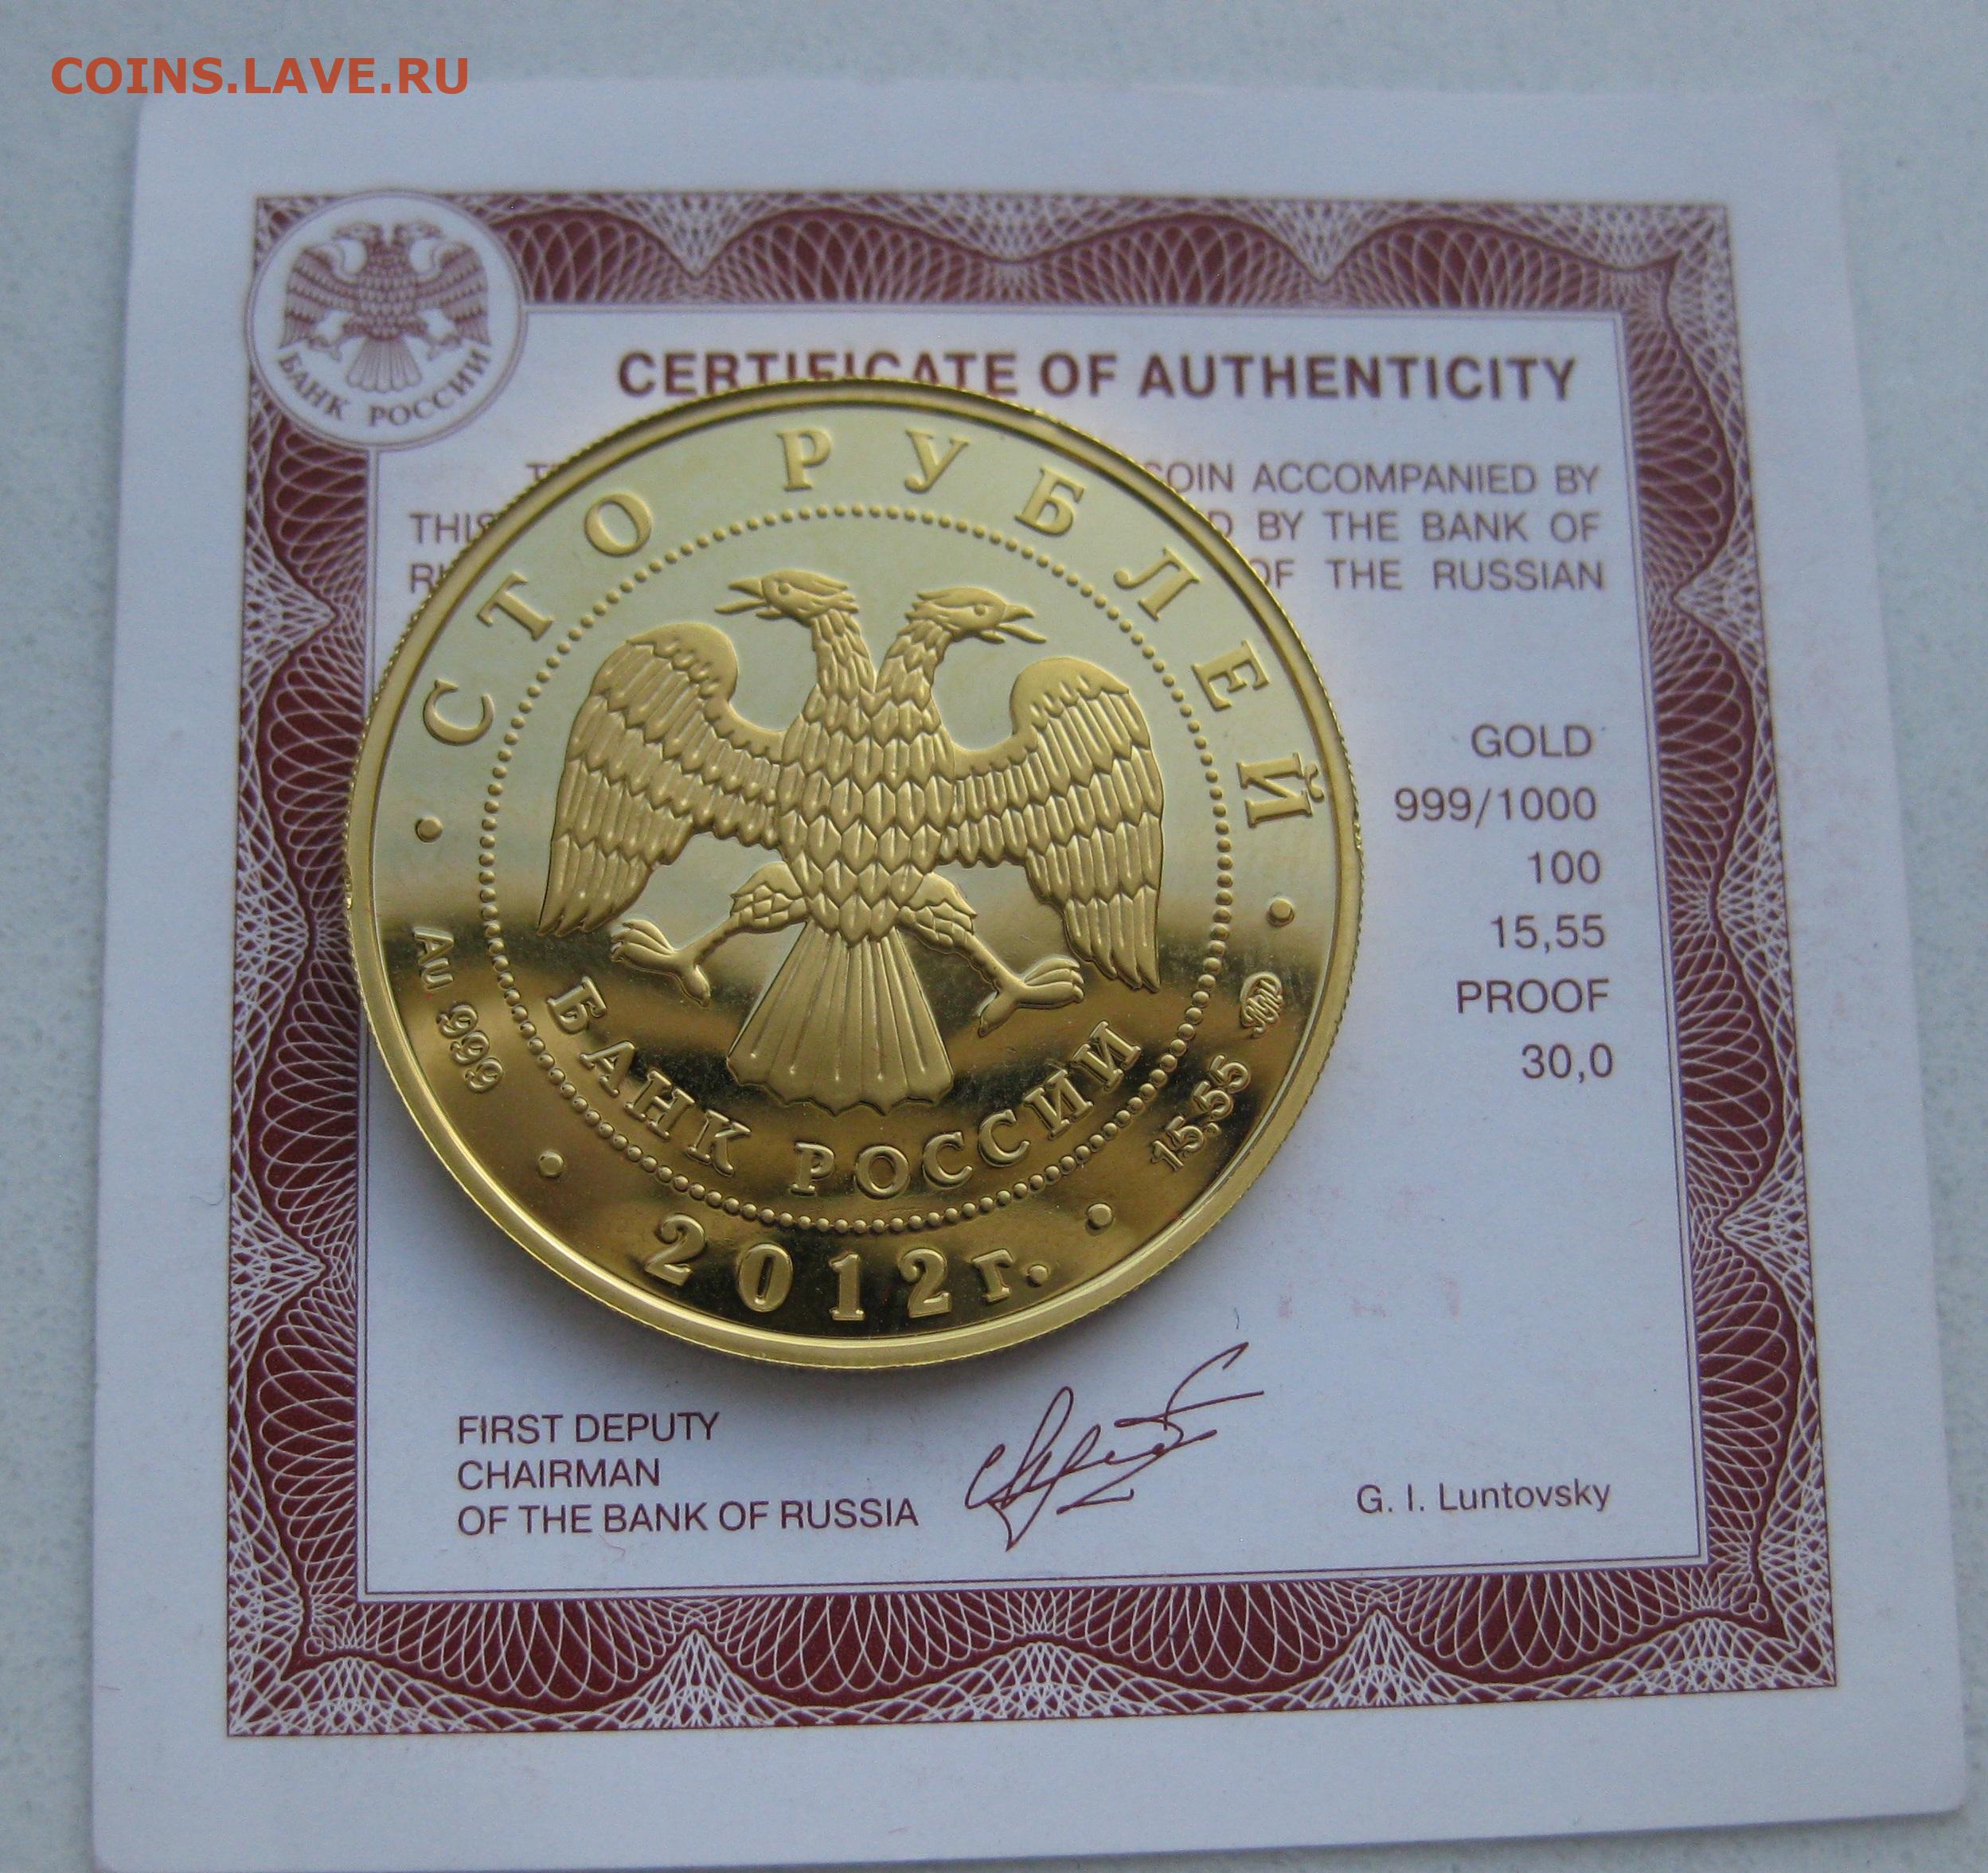 COINS.LAVE.RU
БАНК РОССИИ
CERTIFICATE OF AUTHENTICITY
COIN ACCOMPANIED BY
THIS BY THE BANK OF
OF THE RUSSIAN
GOLD
999/1000
100
15,55
PROOF
30,0
• СТО РУБЛЕЙ •
БАНК РОССИИ
Au 999
15,55
• 2012 г. •
FIRST DEPUTY
CHAIRMAN
OF THE BANK OF RUSSIA
G. I. Luntovsky